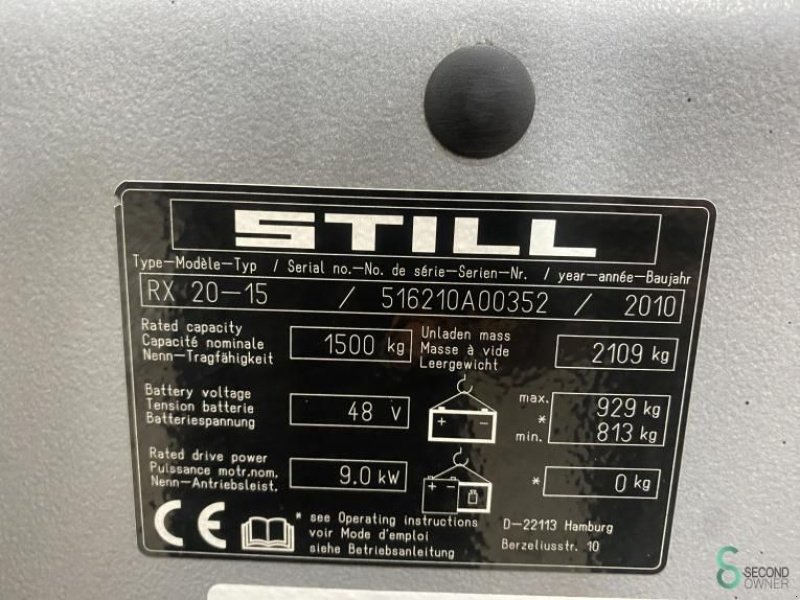 STILL
Type-Modèle-Typ / Serial no.-No. de série-Serien-Nr. / year-année-Baujahr
RX 20-15 / 516210A00352 / 2010
Rated capacity
Capacité nominale
Nenn-Tragfähigkeit
1500 kg
Unladen mass
Masse à vide
Leergewicht
2109 kg
Battery voltage
Tension batterie
Batteriespannung
48 V
+ -
max. 929 kg
*
min. 813 kg
Rated drive power
Puissance motr.nom.
Nenn-Antriebsleist.
9.0 kW
+ -
* 0 kg
CE
* see Operating instructions
voir Mode d'emploi
siehe Betriebsanleitung
D-22113 Hamburg
Berzeliusstr. 10
SECOND
OWNER